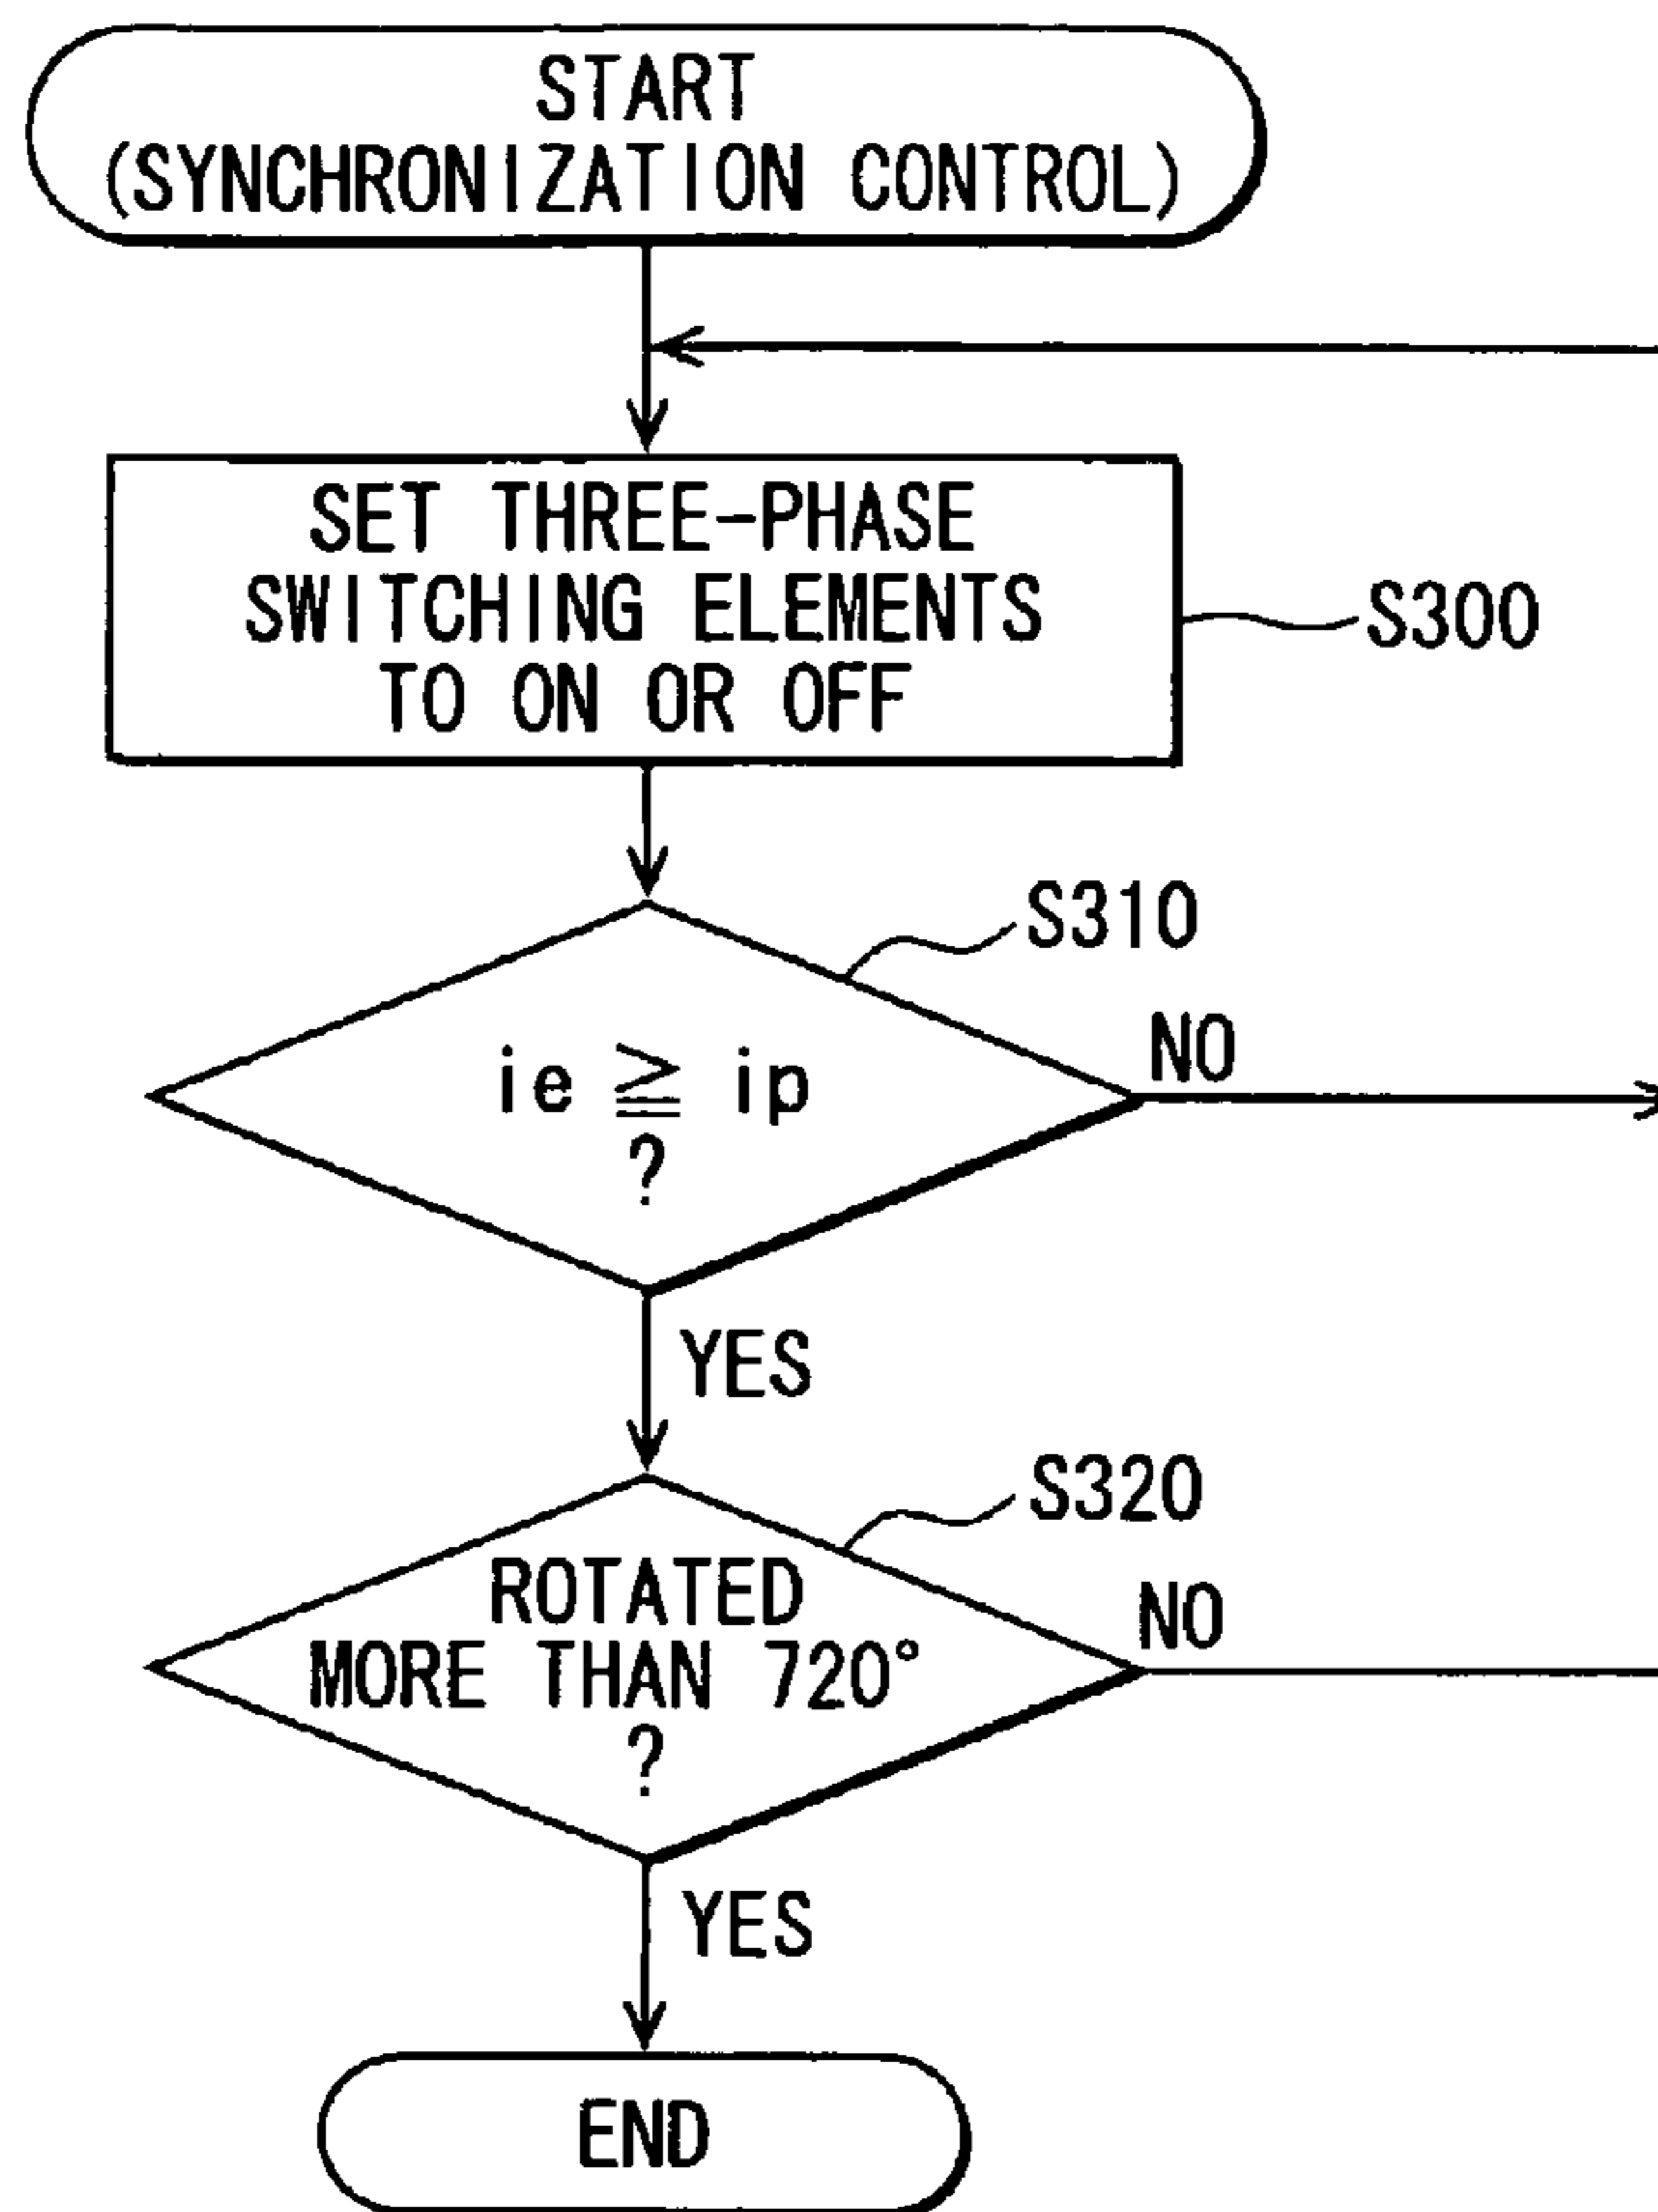 START
(SYNCHRONIZATION CONTROL)
SET THREE-PHASE
SWITCHING ELEMENTS
TO ON OR OFF
S300
S310
ie ≧ ip
?
NO
YES
S320
ROTATED
MORE THAN 720°
?
NO
YES
END